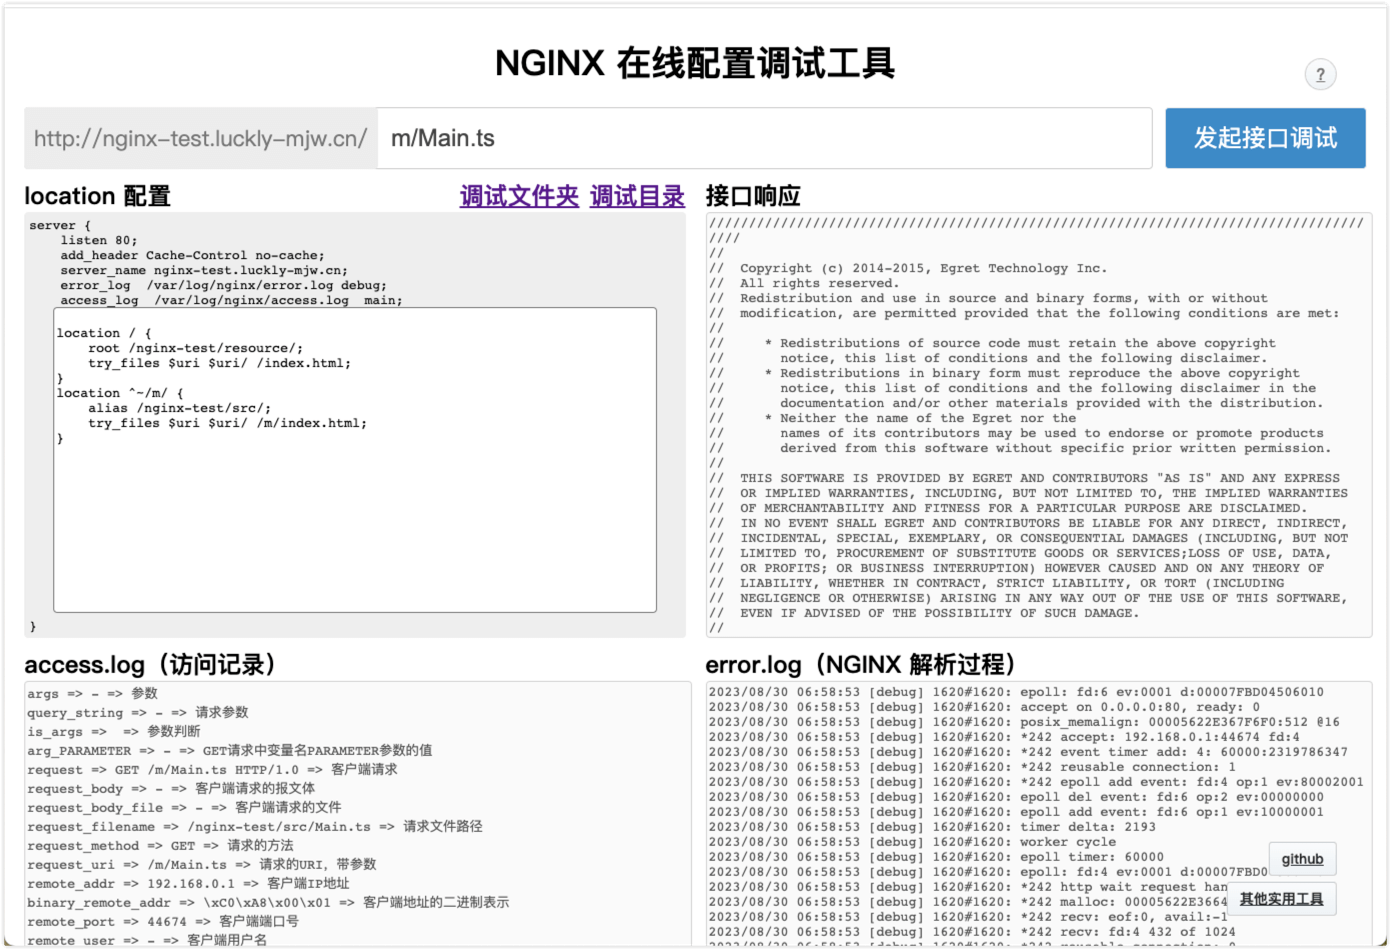 NGINX 在线配置调试工具
?
http://nginx-test.luckly-mjw.cn/
m/Main.ts
发起接口调试
location 配置
调试文件夹 调试目录
server {
    listen 80;
    add_header Cache-Control no-cache;
    server_name nginx-test.luckly-mjw.cn;
    error_log  /var/log/nginx/error.log debug;
    access_log  /var/log/nginx/access.log  main;
location / {
    root /nginx-test/resource/;
    try_files $uri $uri/ /index.html;
}
location ^~/m/ {
    alias /nginx-test/src/;
    try_files $uri $uri/ /m/index.html;
}
}
接口响应
//////////////////////////////////////////////////////////////////////////////////
////
//
//  Copyright (c) 2014-2015, Egret Technology Inc.
//  All rights reserved.
//  Redistribution and use in source and binary forms, with or without
//  modification, are permitted provided that the following conditions are met:
//
//     * Redistributions of source code must retain the above copyright
//       notice, this list of conditions and the following disclaimer.
//     * Redistributions in binary form must reproduce the above copyright
//       notice, this list of conditions and the following disclaimer in the
//       documentation and/or other materials provided with the distribution.
//     * Neither the name of the Egret nor the
//       names of its contributors may be used to endorse or promote products
//       derived from this software without specific prior written permission.
//
//  THIS SOFTWARE IS PROVIDED BY EGRET AND CONTRIBUTORS "AS IS" AND ANY EXPRESS
//  OR IMPLIED WARRANTIES, INCLUDING, BUT NOT LIMITED TO, THE IMPLIED WARRANTIES
//  OF MERCHANTABILITY AND FITNESS FOR A PARTICULAR PURPOSE ARE DISCLAIMED.
//  IN NO EVENT SHALL EGRET AND CONTRIBUTORS BE LIABLE FOR ANY DIRECT, INDIRECT,
//  INCIDENTAL, SPECIAL, EXEMPLARY, OR CONSEQUENTIAL DAMAGES (INCLUDING, BUT NOT
//  LIMITED TO, PROCUREMENT OF SUBSTITUTE GOODS OR SERVICES;LOSS OF USE, DATA,
//  OR PROFITS; OR BUSINESS INTERRUPTION) HOWEVER CAUSED AND ON ANY THEORY OF
//  LIABILITY, WHETHER IN CONTRACT, STRICT LIABILITY, OR TORT (INCLUDING
//  NEGLIGENCE OR OTHERWISE) ARISING IN ANY WAY OUT OF THE USE OF THIS SOFTWARE,
//  EVEN IF ADVISED OF THE POSSIBILITY OF SUCH DAMAGE.
//
access.log（访问记录）
args => - => 参数
query_string => - => 请求参数
is_args =>  => 参数判断
arg_PARAMETER => - => GET请求中变量名PARAMETER参数的值
request => GET /m/Main.ts HTTP/1.0 => 客户端请求
request_body => - => 客户端请求的报文体
request_body_file => - => 客户端请求的文件
request_filename => /nginx-test/src/Main.ts => 请求文件路径
request_method => GET => 请求的方法
request_uri => /m/Main.ts => 请求的URI，带参数
remote_addr => 192.168.0.1 => 客户端IP地址
binary_remote_addr => \xC0\xA8\x00\x01 => 客户端地址的二进制表示
remote_port => 44674 => 客户端端口号
remote_user => - => 客户端用户名
error.log（NGINX 解析过程）
2023/08/30 06:58:53 [debug] 1620#1620: epoll: fd:6 ev:0001 d:00007FBD04506010
2023/08/30 06:58:53 [debug] 1620#1620: accept on 0.0.0.0:80, ready: 0
2023/08/30 06:58:53 [debug] 1620#1620: posix_memalign: 00005622E367F6F0:512 @16
2023/08/30 06:58:53 [debug] 1620#1620: *242 accept: 192.168.0.1:44674 fd:4
2023/08/30 06:58:53 [debug] 1620#1620: *242 event timer add: 4: 60000:2319786347
2023/08/30 06:58:53 [debug] 1620#1620: *242 reusable connection: 1
2023/08/30 06:58:53 [debug] 1620#1620: *242 epoll add event: fd:4 op:1 ev:80002001
2023/08/30 06:58:53 [debug] 1620#1620: epoll del event: fd:6 op:2 ev:00000000
2023/08/30 06:58:53 [debug] 1620#1620: epoll add event: fd:6 op:1 ev:10000001
2023/08/30 06:58:53 [debug] 1620#1620: timer delta: 2193
2023/08/30 06:58:53 [debug] 1620#1620: worker cycle
2023/08/30 06:58:53 [debug] 1620#1620: epoll timer: 60000
2023/08/30 06:58:53 [debug] 1620#1620: epoll: fd:4 ev:0001 d:00007FBD0
2023/08/30 06:58:53 [debug] 1620#1620: *242 http wait request han
2023/08/30 06:58:53 [debug] 1620#1620: *242 malloc: 00005622E3664
2023/08/30 06:58:53 [debug] 1620#1620: *242 recv: eof:0, avail:-1
2023/08/30 06:58:53 [debug] 1620#1620: *242 recv: fd:4 432 of 1024
2023/08/30 06:58:53 [debug] 1620#1620: *242 reusable connection: 0
github
其他实用工具